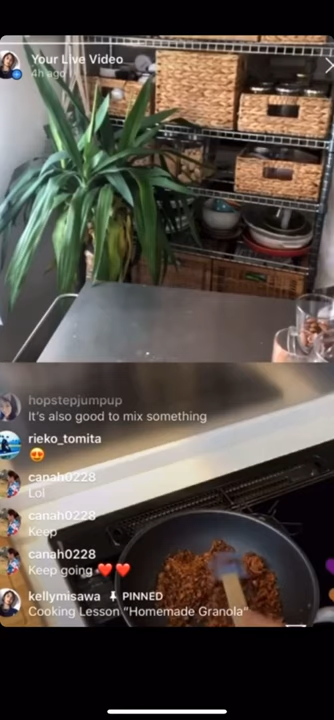 Your Live Video
4h ago
hopstepjumpup
It's also good to mix something
rieko_tomita
😍
canah0228
Lol
canah0228
Keep
canah0228
Keep going ❤️❤️
kellymisawa 📌 PINNED
Cooking Lesson "Homemade Granola"